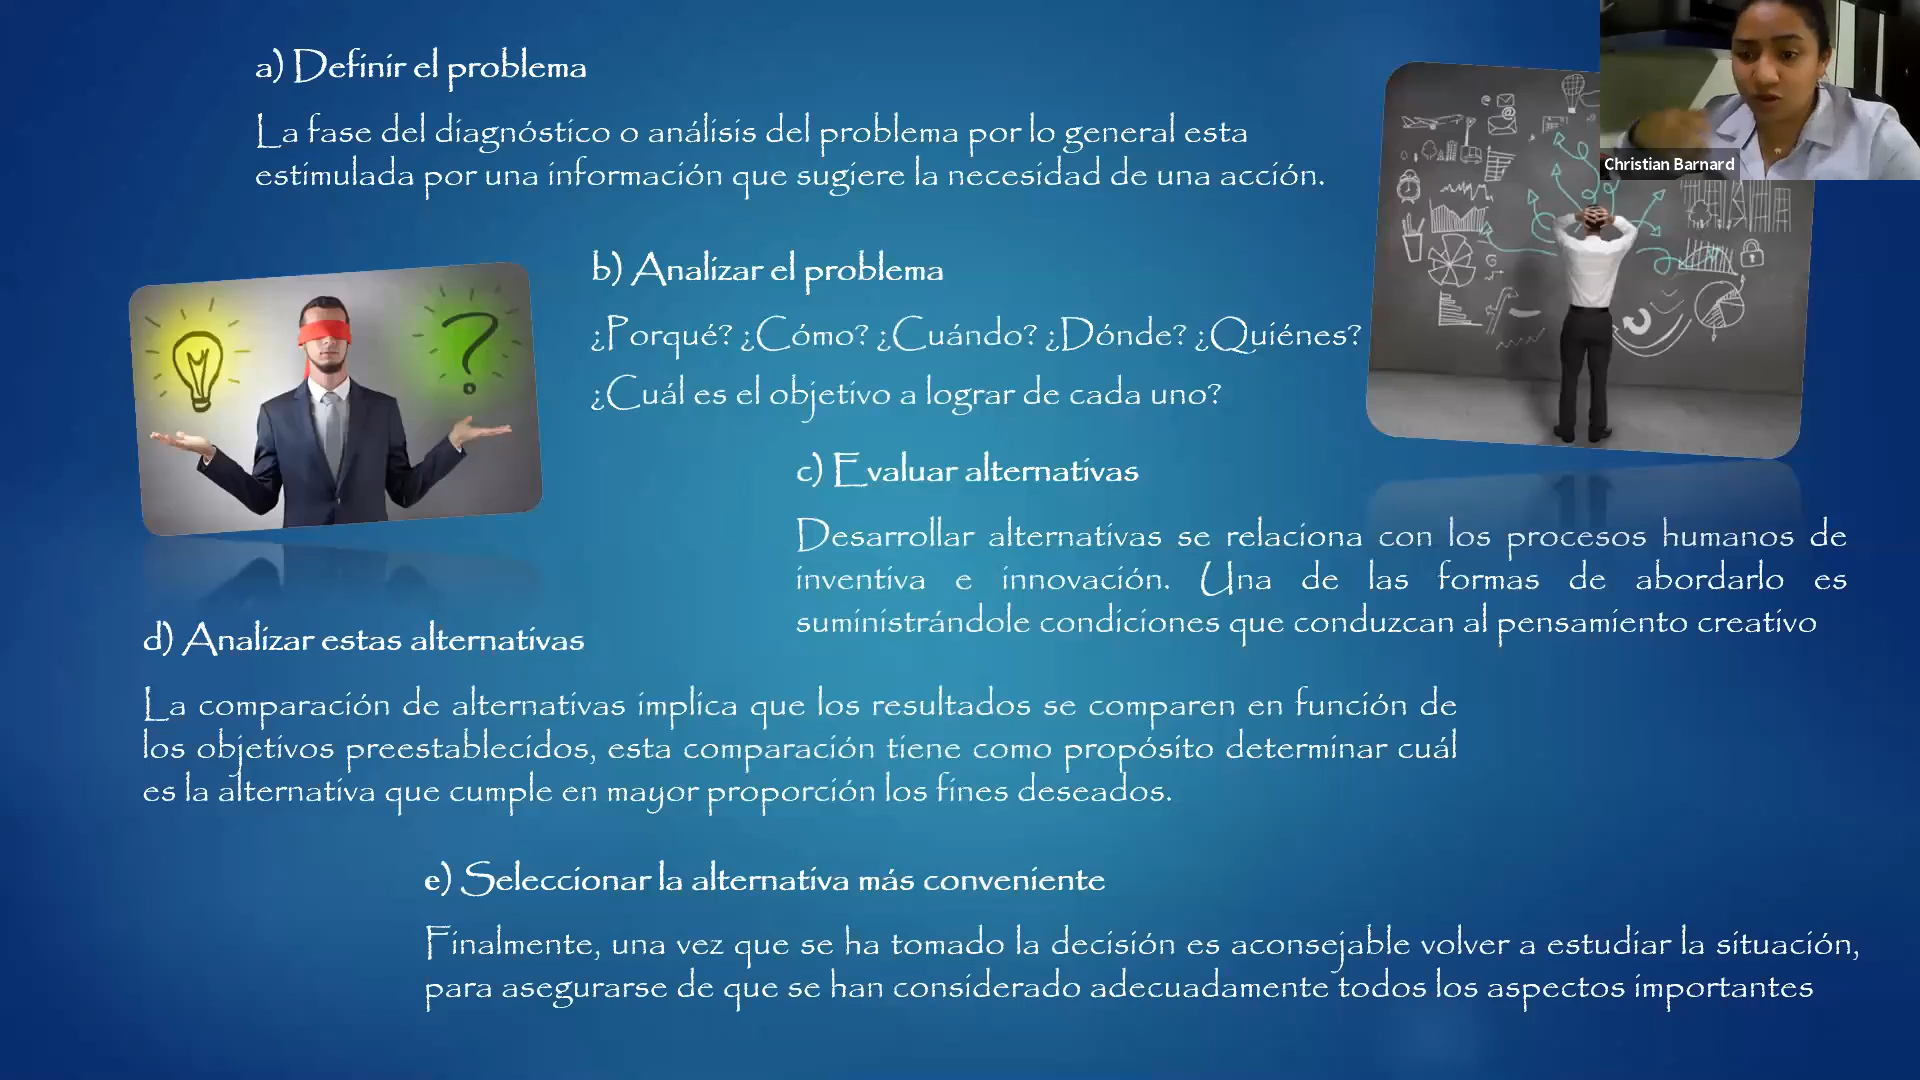 a) Definir el problema
La fase del diagnóstico o análisis del problema por lo general esta
estimulada por una información que sugiere la necesidad de una acción.
Christian Barnard
b) Analizar el problema
¿Porqué? ¿Cómo? ¿Cuándo? ¿Dónde? ¿Quiénes?
¿Cuál es el objetivo a lograr de cada uno?
c) Evaluar alternativas
Desarrollar alternativas se relaciona con los procesos humanos de
inventiva e innovación. Una de las formas de abordarlo es
suministrándole condiciones que conduzcan al pensamiento creativo
d) Analizar estas alternativas
La comparación de alternativas implica que los resultados se comparen en función de
los objetivos preestablecidos, esta comparación tiene como propósito determinar cuál
es la alternativa que cumple en mayor proporción los fines deseados.
e) Seleccionar la alternativa más conveniente
Finalmente, una vez que se ha tomado la decisión es aconsejable volver a estudiar la situación,
para asegurarse de que se han considerado adecuadamente todos los aspectos importantes